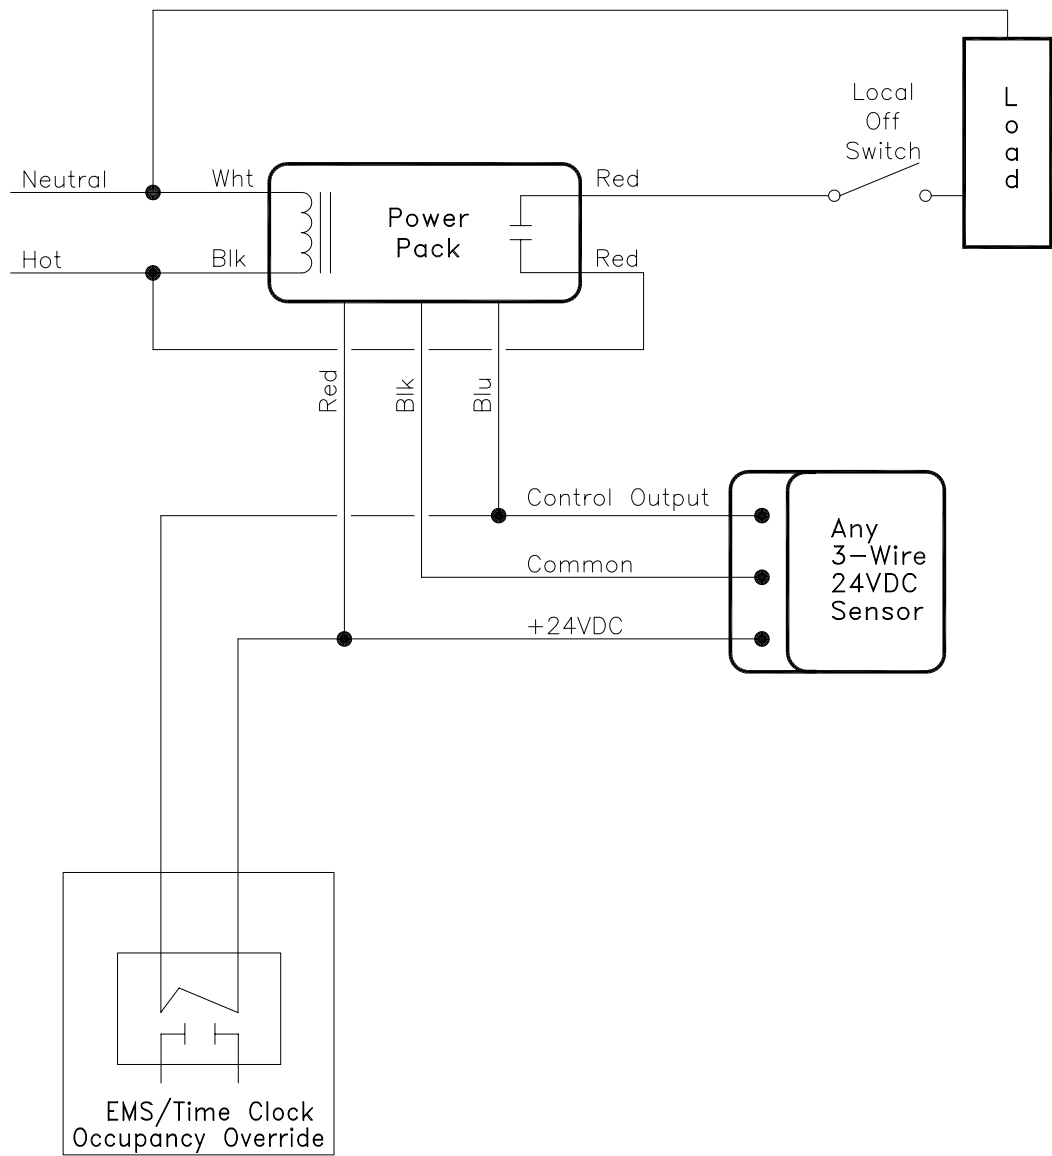 Local
Off
Switch
L
o
a
d
Neutral
Wht
Power
Pack
Red
Hot
Blk
Red
Red
Blk
Blu
Control Output
Common
+24VDC
Any
3-Wire
24VDC
Sensor
EMS/Time Clock
Occupancy Override